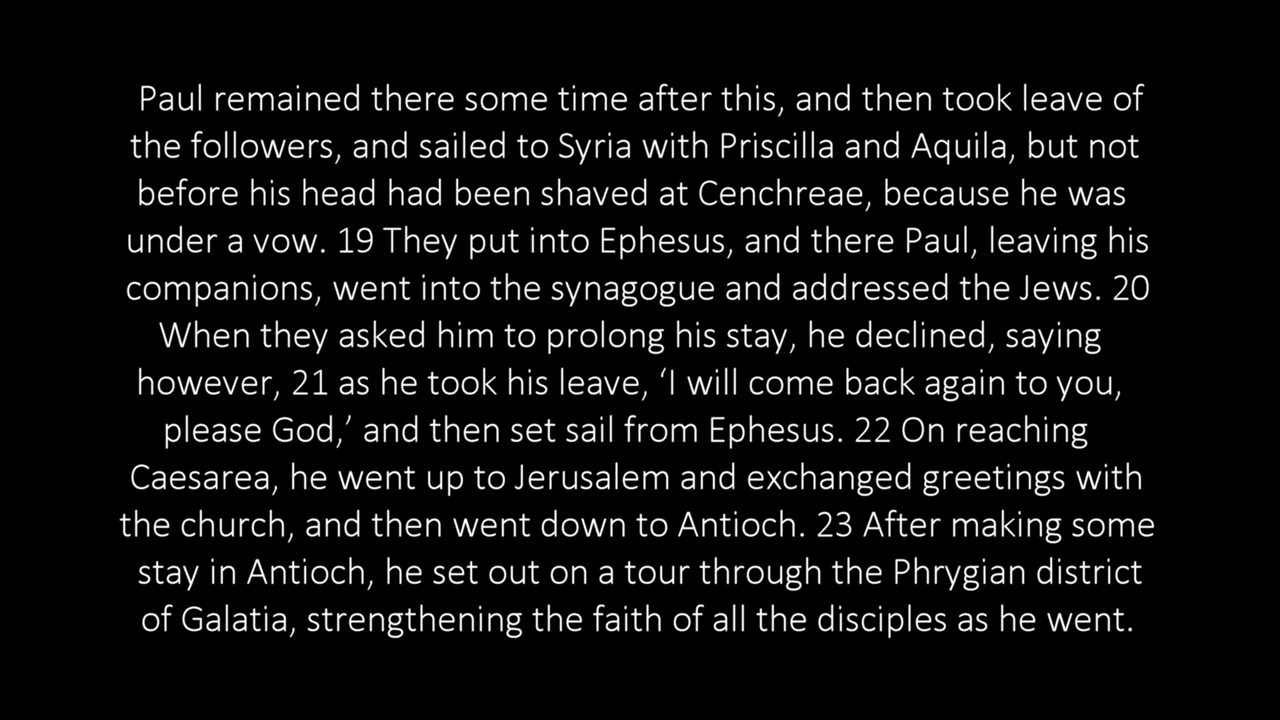 Paul remained there some time after this, and then took leave of
the followers, and sailed to Syria with Priscilla and Aquila, but not
before his head had been shaved at Cenchreae, because he was
under a vow. 19 They put into Ephesus, and there Paul, leaving his
companions, went into the synagogue and addressed the Jews. 20
When they asked him to prolong his stay, he declined, saying
however, 21 as he took his leave, ‘I will come back again to you,
please God,’ and then set sail from Ephesus. 22 On reaching
Caesarea, he went up to Jerusalem and exchanged greetings with
the church, and then went down to Antioch. 23 After making some
stay in Antioch, he set out on a tour through the Phrygian district
of Galatia, strengthening the faith of all the disciples as he went.